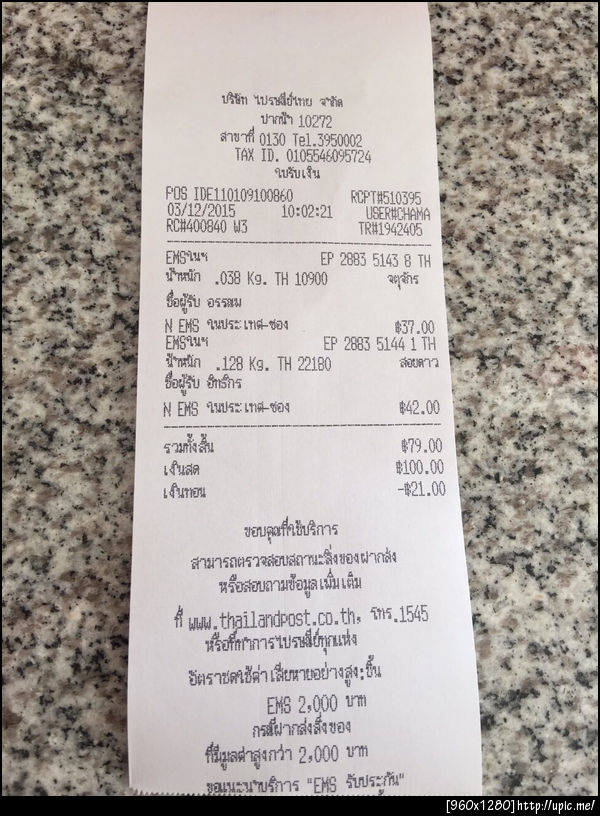 บริษัท ไปรษณีย์ไทย จำกัด
ปากน้ำ 10272
สาขาที่ 0130 Tel.3950002
TAX ID. 0105546095724
ใบรับเงิน
POS IDE110109100860 RCPT#510395
03/12/2015 10:02:21 USER#CHAMA
RC#400840 W3 TR#1942405
EMSในฯ EP 2883 5143 8 TH
น้ำหนัก .038 Kg. TH 10900 จตุจักร
ชื่อผู้รับ อรรณพ
N EMS ในประเทศ-ซอง ฿37.00
EMSในฯ EP 2883 5144 1 TH
น้ำหนัก .128 Kg. TH 22180 สอยดาว
ชื่อผู้รับ อิทธิกร
N EMS ในประเทศ-ซอง ฿42.00
รวมทั้งสิ้น ฿79.00
เงินสด ฿100.00
เงินทอน -฿21.00
ขอบคุณที่ใช้บริการ
สามารถตรวจสอบสถานะสิ่งของฝากส่ง
หรือสอบถามข้อมูลเพิ่มเติม
ที่ www.thailandpost.co.th, โทร.1545
หรือที่ทำการไปรษณีย์ทุกแห่ง
อัตราชดใช้ค่าเสียหายอย่างสูง:ชิ้น
EMS 2,000 บาท
กรณีฝากส่งสิ่งของ
ที่มีมูลค่าสูงกว่า 2,000 บาท
ขอแนะนำบริการ "EMS รับประกัน"
[960x1280]http://upic.me/